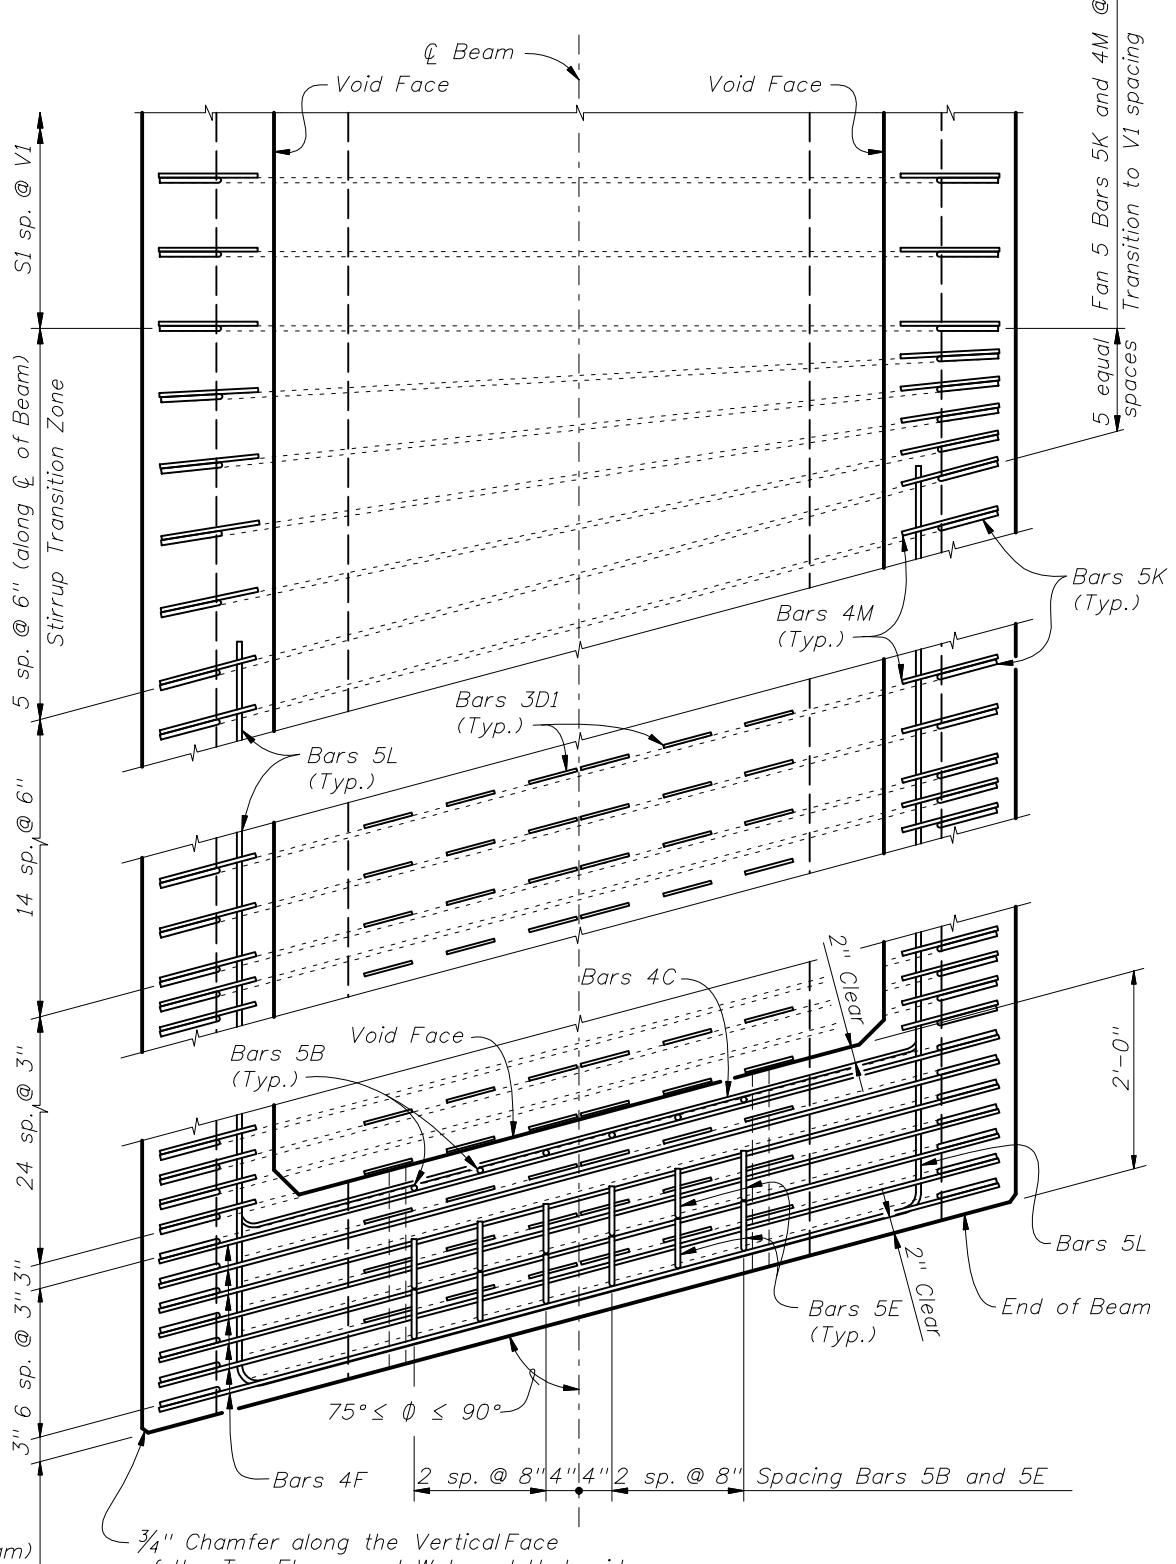 ℄ Beam
Void Face
Void Face
Fan 5 Bars 5K and 4M @
Transition to V1 spacing
5 equal
spaces
S1 sp. @ V1
5 sp. @ 6" (along ℄ of Beam)
Stirrup Transition Zone
Bars 5K
(Typ.)
Bars 4M
(Typ.)
Bars 3D1
(Typ.)
Bars 5L
(Typ.)
14 sp. @ 6"
2" Clear
Bars 4C
Void Face
Bars 5B
(Typ.)
24 sp. @ 3"
2'-0"
Bars 5L
2" Clear
End of Beam
Bars 5E
(Typ.)
3"
6 sp. @ 3"
3"
75° ≤ ϕ ≤ 90°
Bars 4F
2 sp. @ 8" 4" 4" 2 sp. @ 8" Spacing Bars 5B and 5E
¾" Chamfer along the Vertical Face